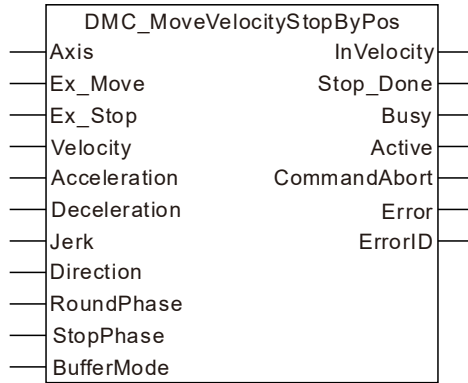 DMC_MoveVelocityStopByPos
Axis InVelocity
Ex_Move Stop_Done
Ex_Stop Busy
Velocity Active
Acceleration CommandAbort
Deceleration Error
Jerk ErrorID
Direction
RoundPhase
StopPhase
BufferMode